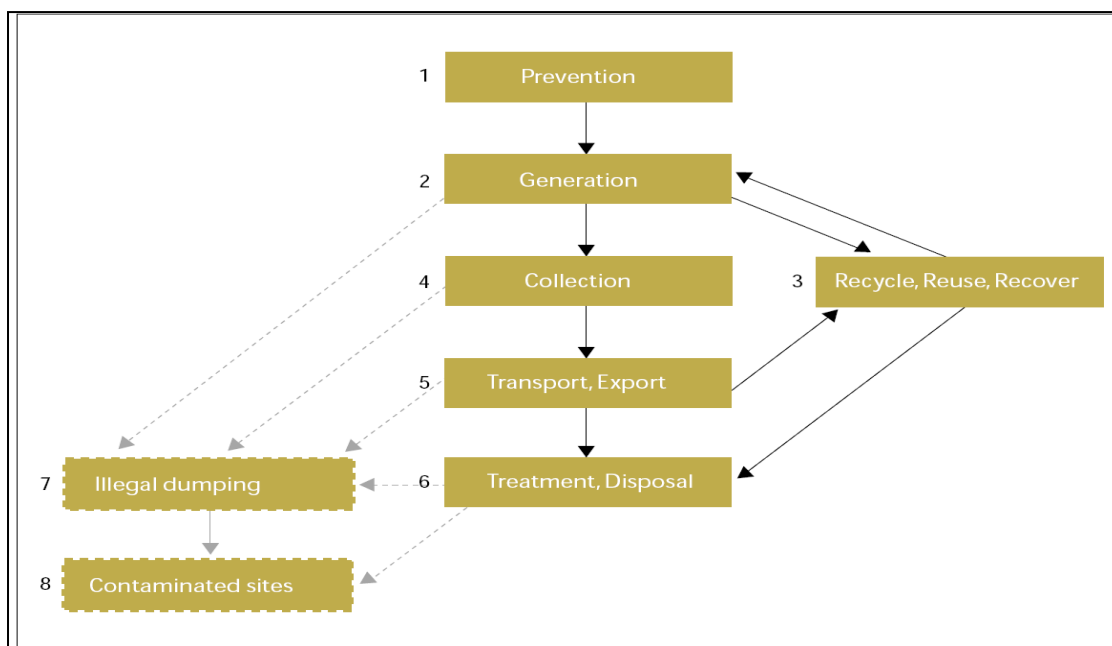 1 Prevention
2 Generation
4 Collection
3 Recycle, Reuse, Recover
5 Transport, Export
7 Illegal dumping
6 Treatment, Disposal
8 Contaminated sites